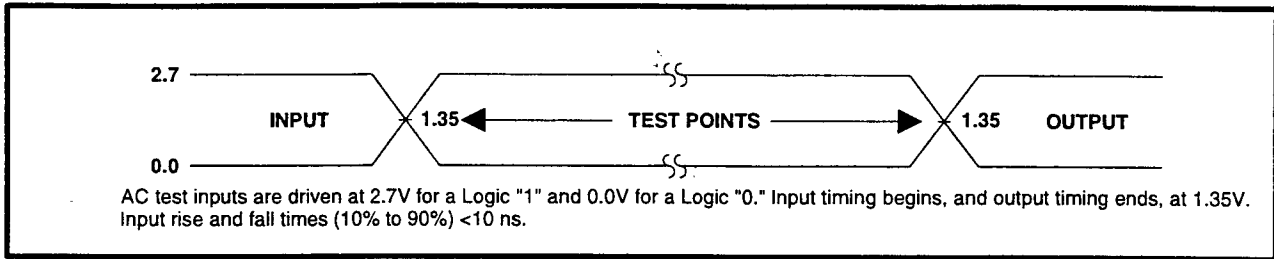 2.7
INPUT 1.35 TEST POINTS 1.35 OUTPUT
0.0
AC test inputs are driven at 2.7V for a Logic "1" and 0.0V for a Logic "0." Input timing begins, and output timing ends, at 1.35V.
Input rise and fall times (10% to 90%) <10 ns.